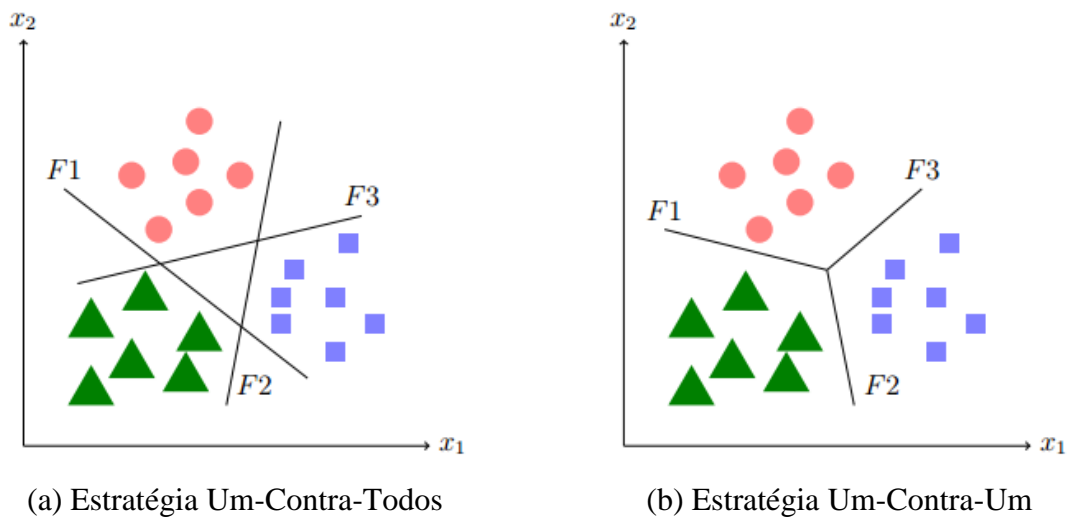 x₂
F1
F3
F2
x₁
(a) Estratégia Um-Contra-Todos
x₂
F1
F3
F2
x₁
(b) Estratégia Um-Contra-Um